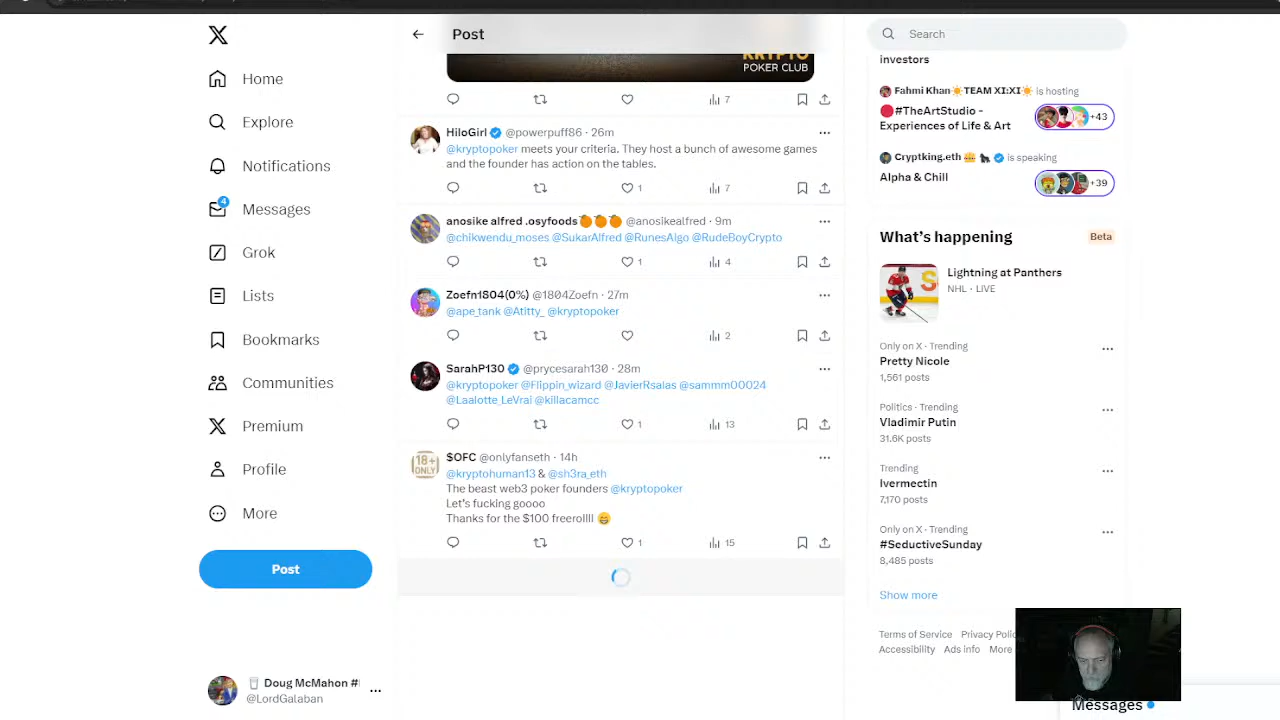 Home
Explore
Notifications
4
Messages
Grok
Lists
Bookmarks
Communities
Premium
Profile
More
Post
Doug McMahon #
@LordGalaban
Post
KRYPTO
POKER CLUB
7
HiloGirl @powerpuff86 · 26m
@kryptopoker meets your criteria. They host a bunch of awesome games
and the founder has action on the tables.
1 7
anosike alfred .osyfoods🍊🍊🍊 @anosikealfred · 9m
@chikwendu_moses @SukarAlfred @RunesAlgo @RudeBoyCrypto
1 4
Zoefn1804(0%) @1804Zoefn · 27m
@ape_tank @Atitty_ @kryptopoker
2
SarahP130 @prycesarah130 · 28m
@kryptopoker @Flippin_wizard @JavierRsalas @sammm00024
@Laalotte_LeVrai @killacamcc
1 13
18+
ONLY
$OFC @onlyfanseth · 14h
@kryptohuman13 & @sh3ra_eth
The beast web3 poker founders @kryptopoker
Let's fucking goooo
Thanks for the $100 freerollll 😁
1 15
Search
investors
Fahmi Khan☀️TEAM XI:XI☀️ is hosting
🔴#TheArtStudio -
Experiences of Life & Art
+43
Cryptking.eth is speaking
Alpha & Chill
+39
What's happening
Beta
Lightning at Panthers
NHL · LIVE
Only on X · Trending
Pretty Nicole
1,561 posts
Politics · Trending
Vladimir Putin
31.6K posts
Trending
Ivermectin
7,170 posts
Only on X · Trending
#SeductiveSunday
8,485 posts
Show more
Terms of Service Privacy
Accessibility Ads info More
Messages